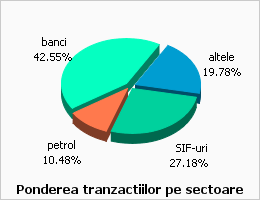 banci
42.55%
altele
19.78%
petrol
10.48%
SIF-uri
27.18%
Ponderea tranzactiilor pe sectoare